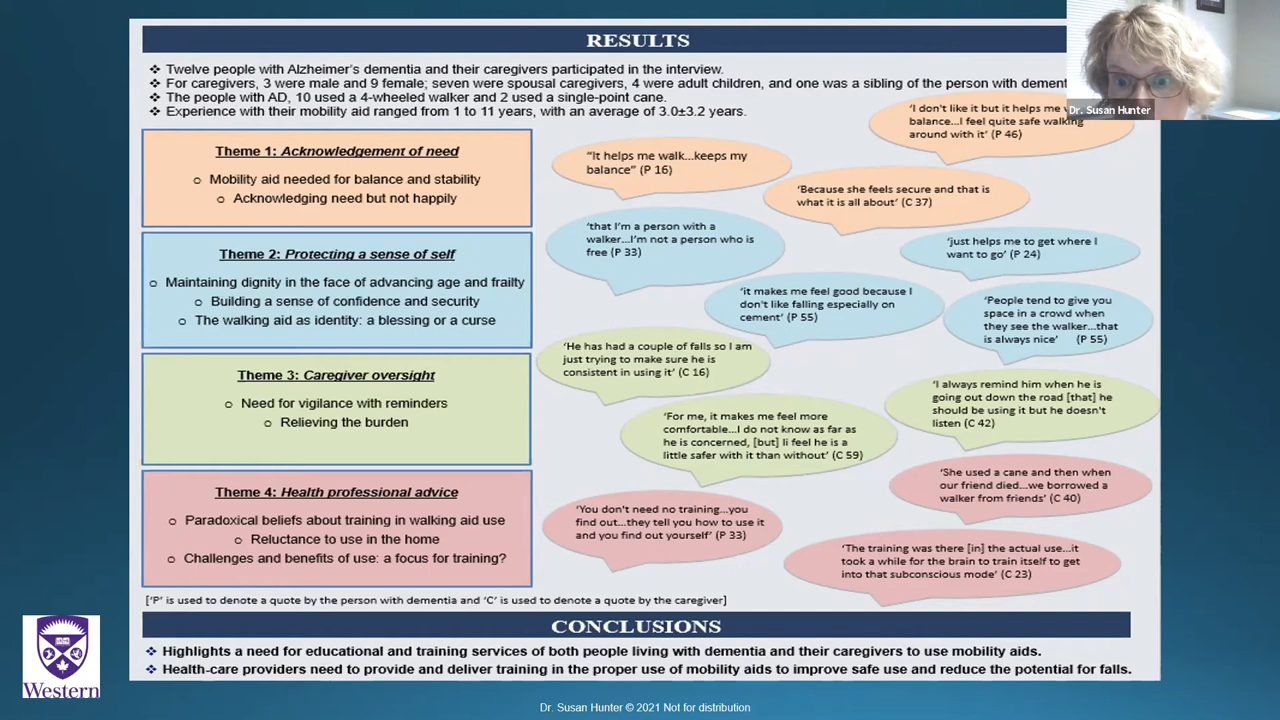 RESULTS
❖ Twelve people with Alzheimer's dementia and their caregivers participated in the interview.
❖ For caregivers, 3 were male and 9 female; seven were spousal caregivers, 4 were adult children, and one was a sibling of the person with
❖ The people with AD, 10 used a 4-wheeled walker and 2 used a single-point cane.
❖ Experience with their mobility aid ranged from 1 to 11 years, with an average of 3.0±3.2 years.
Dr. Susan Hunter
Theme 1: Acknowledgement of need
o Mobility aid needed for balance and stability
o Acknowledging need but not happily
'I don't like it but it helps me
balance...I feel quite safe walking
around with it' (P 46)
"It helps me walk...keeps my
balance" (P 16)
'Because she feels secure and that is
what it is all about' (C 37)
Theme 2: Protecting a sense of self
o Maintaining dignity in the face of advancing age and frailty
o Building a sense of confidence and security
o The walking aid as identity: a blessing or a curse
'that I'm a person with a
walker...I'm not a person who is
free (P 33)
'just helps me to get where I
want to go' (P 24)
'it makes me feel good because I
don't like falling especially on
cement' (P 55)
'People tend to give you
space in a crowd when
they see the walker...that
is always nice' (P 55)
Theme 3: Caregiver oversight
o Need for vigilance with reminders
o Relieving the burden
'He has had a couple of falls so I am
just trying to make sure he is
consistent in using it' (C 16)
'I always remind him when he is
going out down the road [that] he
should be using it but he doesn't
listen (C 42)
'For me, it makes me feel more
comfortable...I do not know as far as
he is concerned, [but] Ii feel he is a
little safer with it than without' (C 59)
Theme 4: Health professional advice
o Paradoxical beliefs about training in walking aid use
o Reluctance to use in the home
o Challenges and benefits of use: a focus for training?
'She used a cane and then when
our friend died...we borrowed a
walker from friends' (C 40)
'You don't need no training...you
find out...they tell you how to use it
and you find out yourself' (P 33)
'The training was there [in] the actual use...it
took a while for the brain to train itself to get
into that subconscious mode' (C 23)
['P' is used to denote a quote by the person with dementia and 'C' is used to denote a quote by the caregiver]
CONCLUSIONS
❖ Highlights a need for educational and training services of both people living with dementia and their caregivers to use mobility aids.
❖ Health-care providers need to provide and deliver training in the proper use of mobility aids to improve safe use and reduce the potential for falls.
Western
Dr. Susan Hunter © 2021 Not for distribution